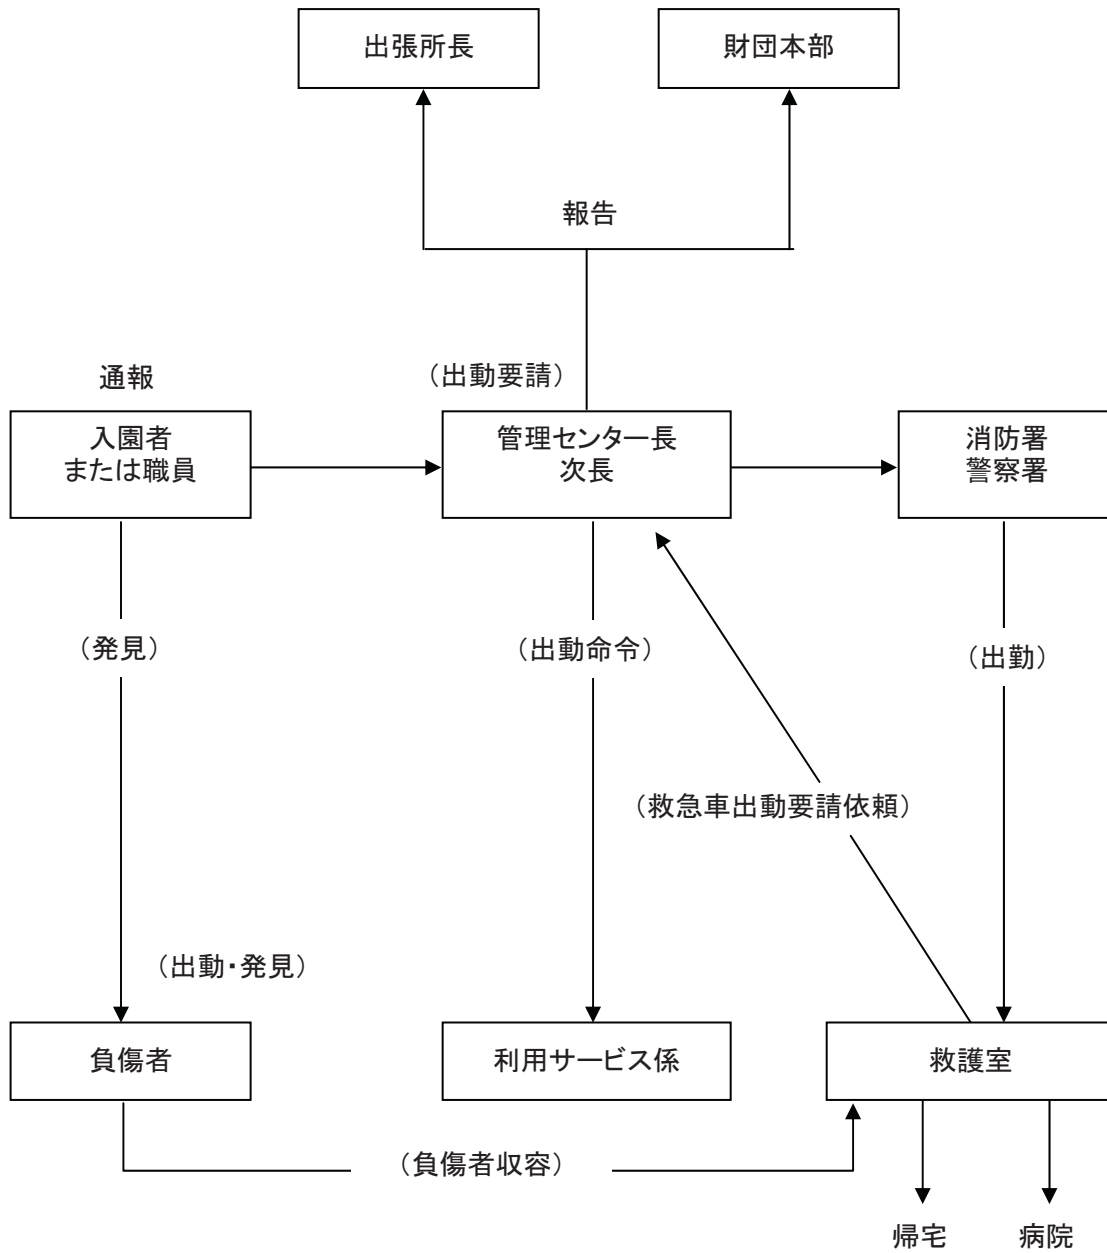 出張所長
財団本部
報告
通報
（出動要請）
入園者
または職員
管理センター長
次長
消防署
警察署
（発見）
（出動命令）
（出勤）
（救急車出動要請依頼）
（出動・発見）
負傷者
利用サービス係
救護室
（負傷者収容）
帰宅
病院